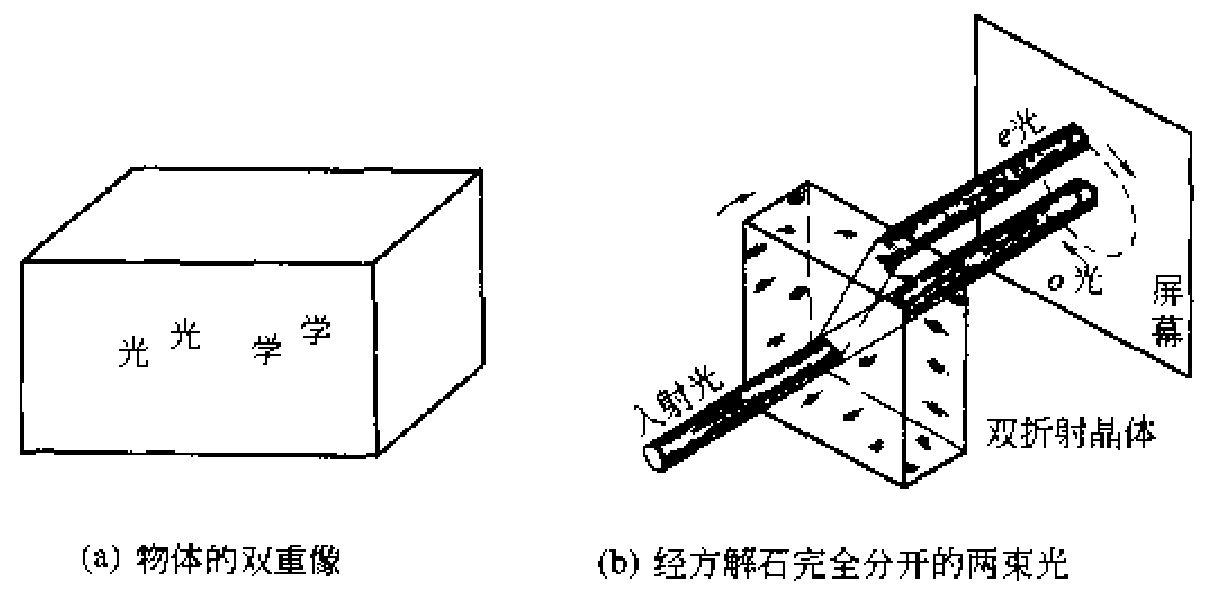 光 光 学 学
(a) 物体的双重像
e光
o光
屏幕
入射光
双折射晶体
(b) 经方解石完全分开的两束光